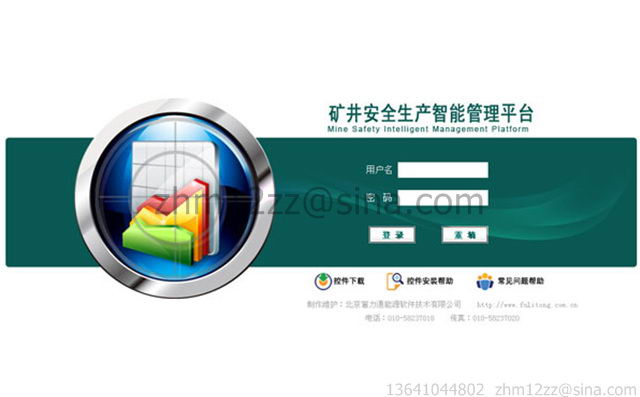 矿井安全生产智能管理平台
Mine Safety Intelligent Management Platform
用户名
密 码
zhm12zz@sina.com
登 录 重 输
控件下载 控件安装帮助 常见问题帮助
制作维护：北京富力通能源软件技术有限公司 http://www.fulitong.com.cn
电话：010-58237018 传真：010-58237020
13641044802 zhm12zz@sina.com